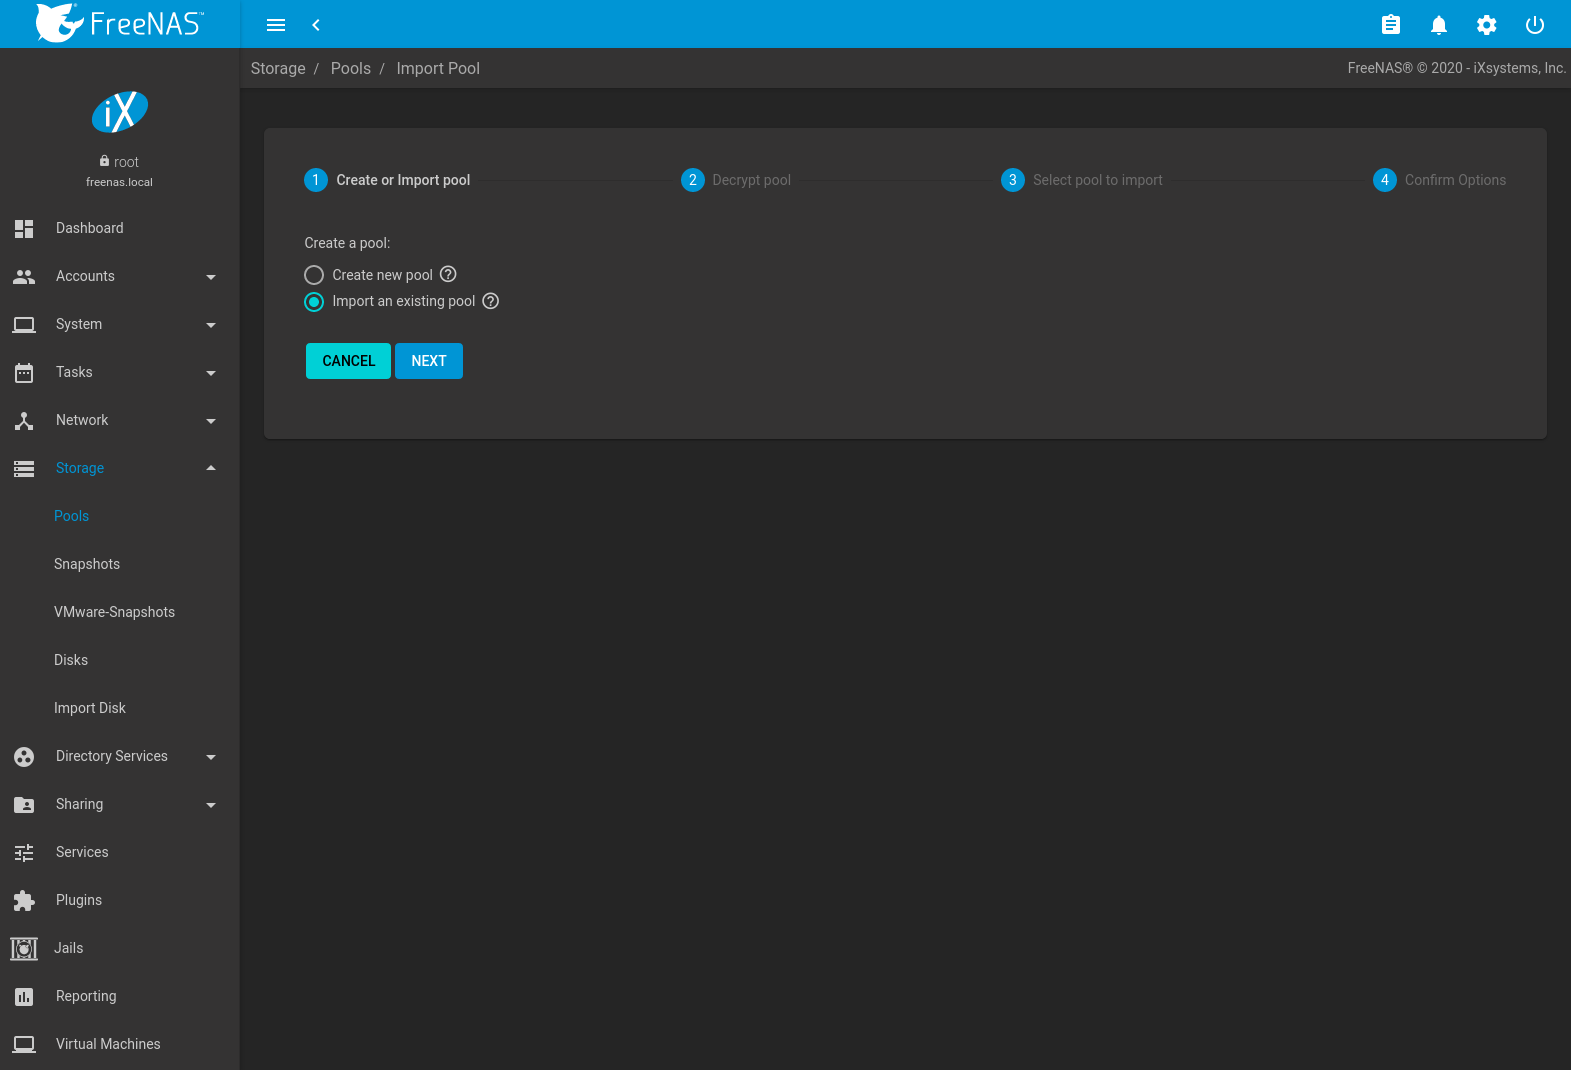 FreeNAS™
Storage / Pools / Import Pool
FreeNAS® © 2020 - iXsystems, Inc.
iX
root
freenas.local
Dashboard
Accounts
System
Tasks
Network
Storage
Pools
Snapshots
VMware-Snapshots
Disks
Import Disk
Directory Services
Sharing
Services
Plugins
Jails
Reporting
Virtual Machines
1 Create or Import pool 2 Decrypt pool 3 Select pool to import 4 Confirm Options
Create a pool:
Create new pool ?
Import an existing pool ?
CANCEL NEXT